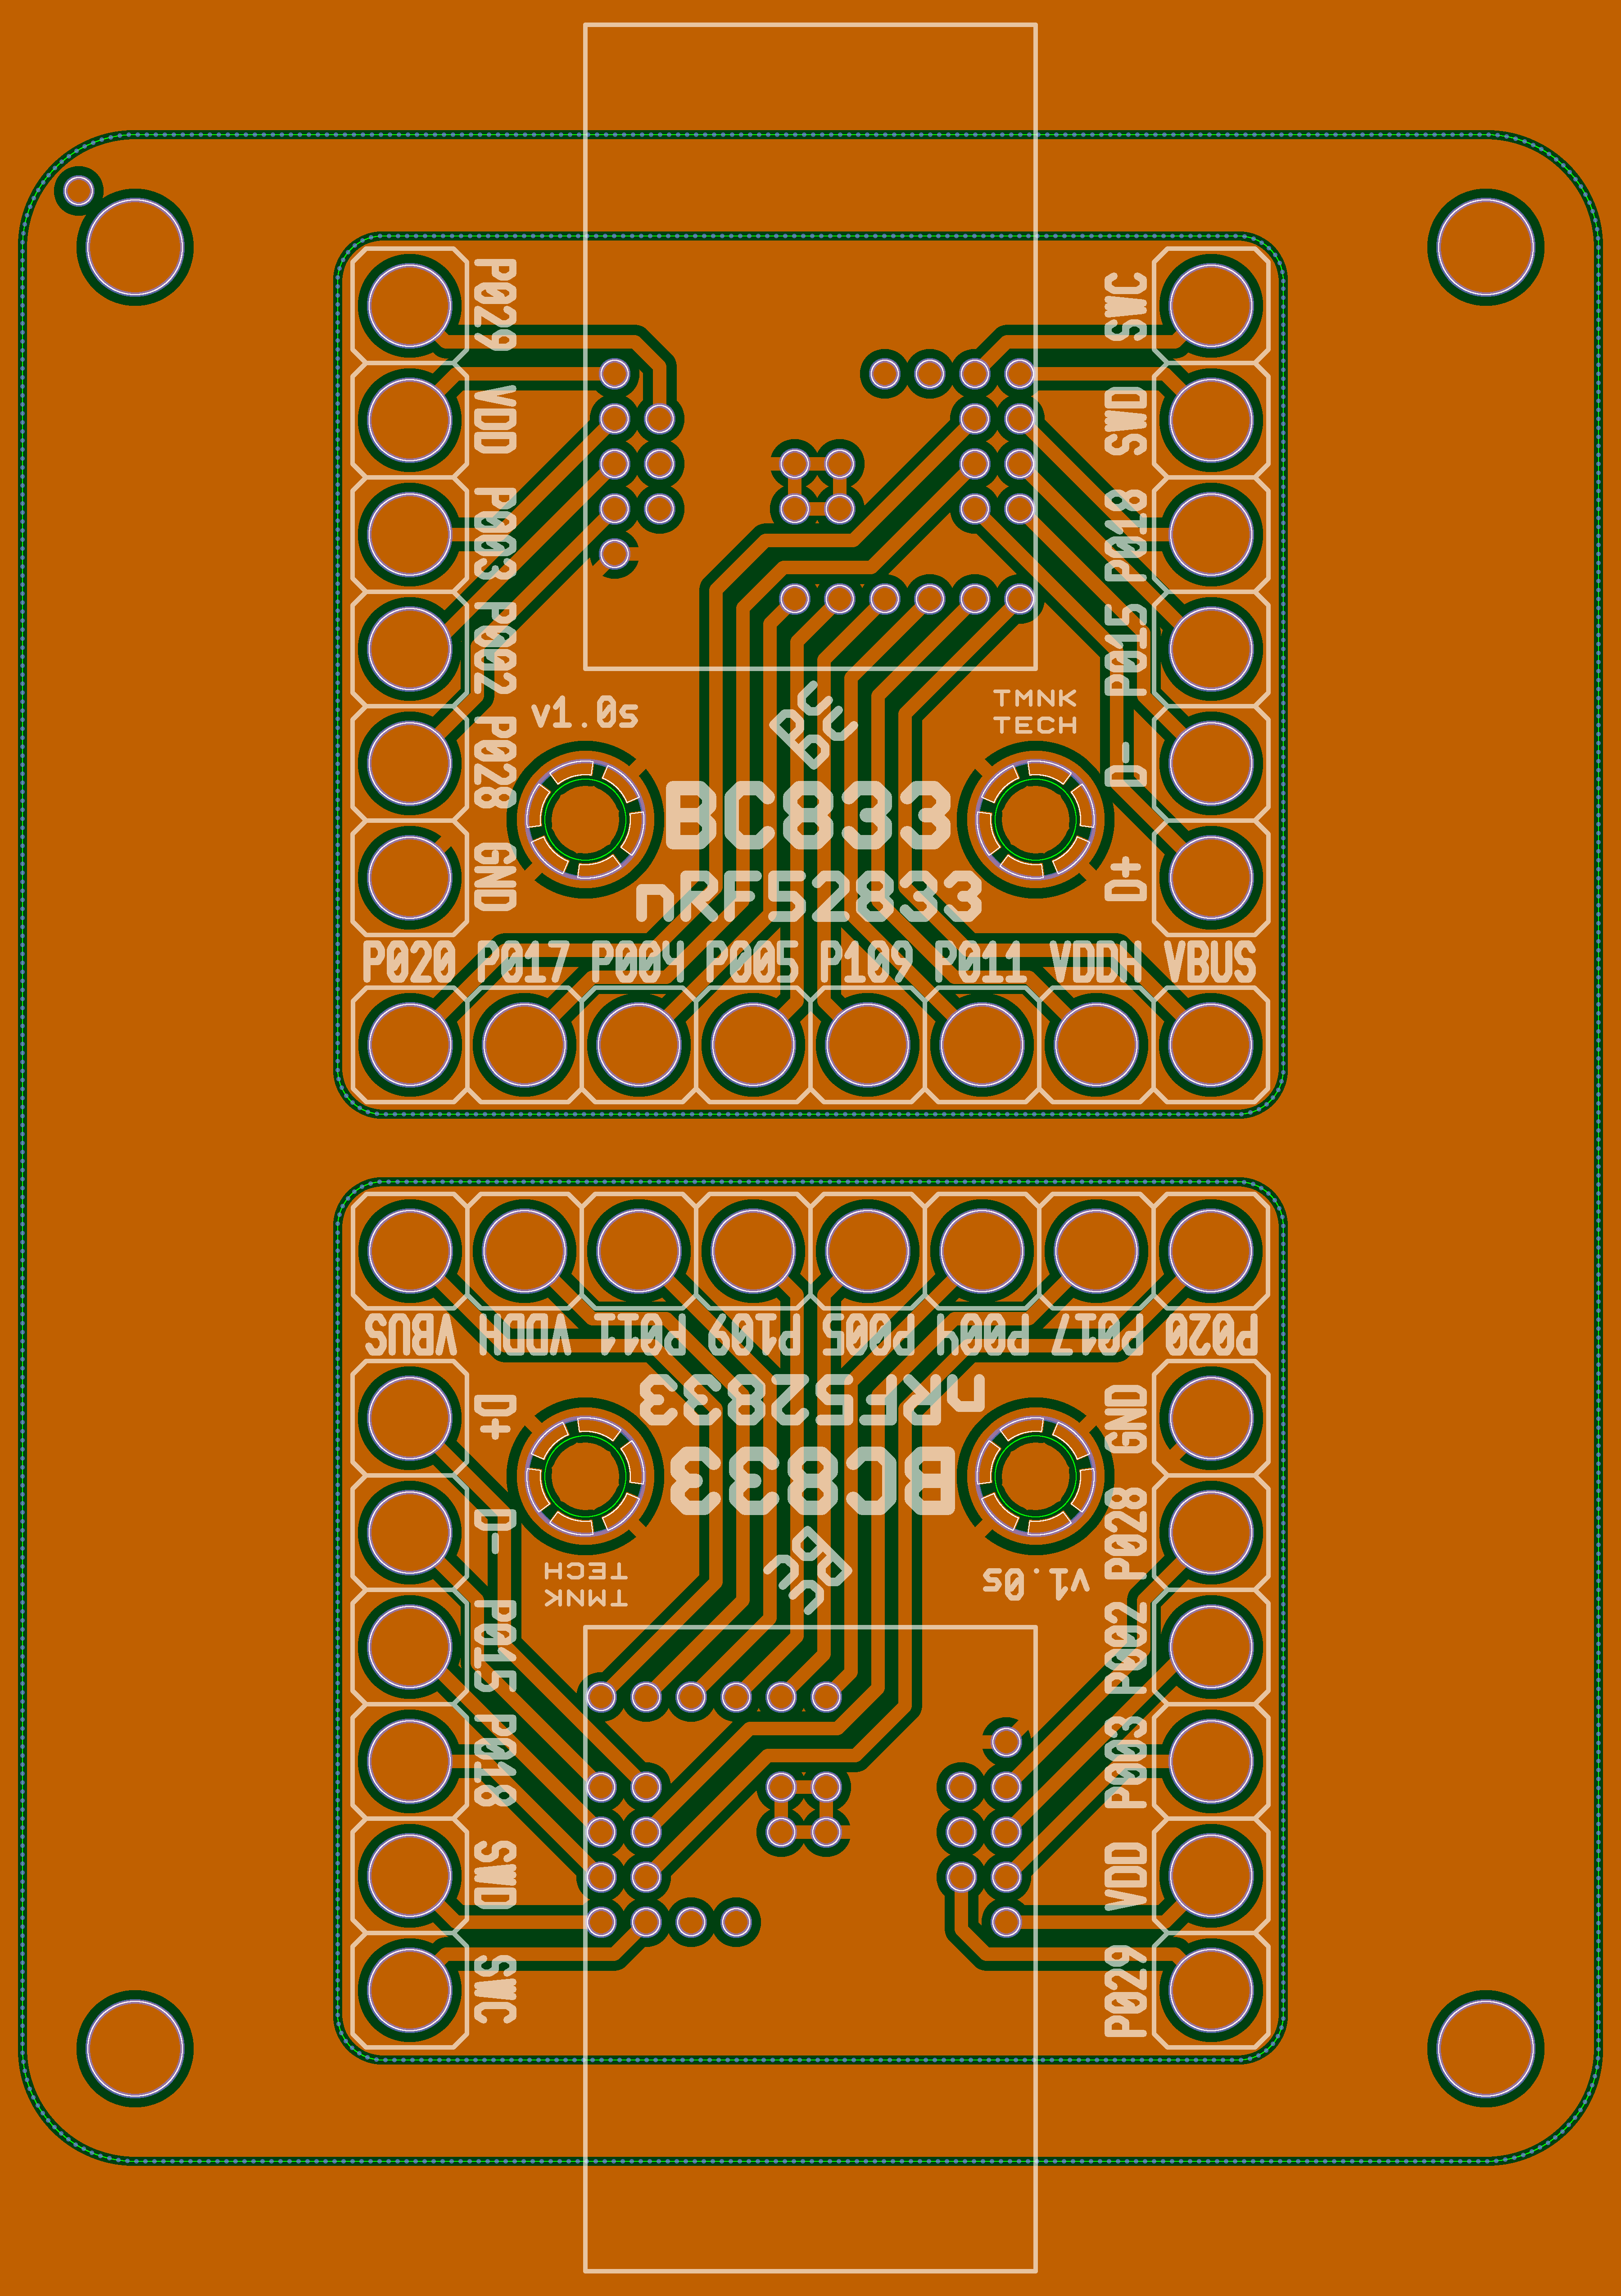 P029
VDD
P003
P002
P028
GND
SWC
SWD
P018
P015
D-
D+
v1.0s
TMNK
TECH
BC
BC833
nRF52833
P020 P017 P004 P005 P109 P011 VDDH VBUS
VBUS VDDH P011 P109 P005 P004 P017 P020
nRF52833
BC833
BC
TMNK
TECH
v1.0s
D+
D-
P015
P018
SWD
SWC
GND
P028
P002
P003
VDD
P029